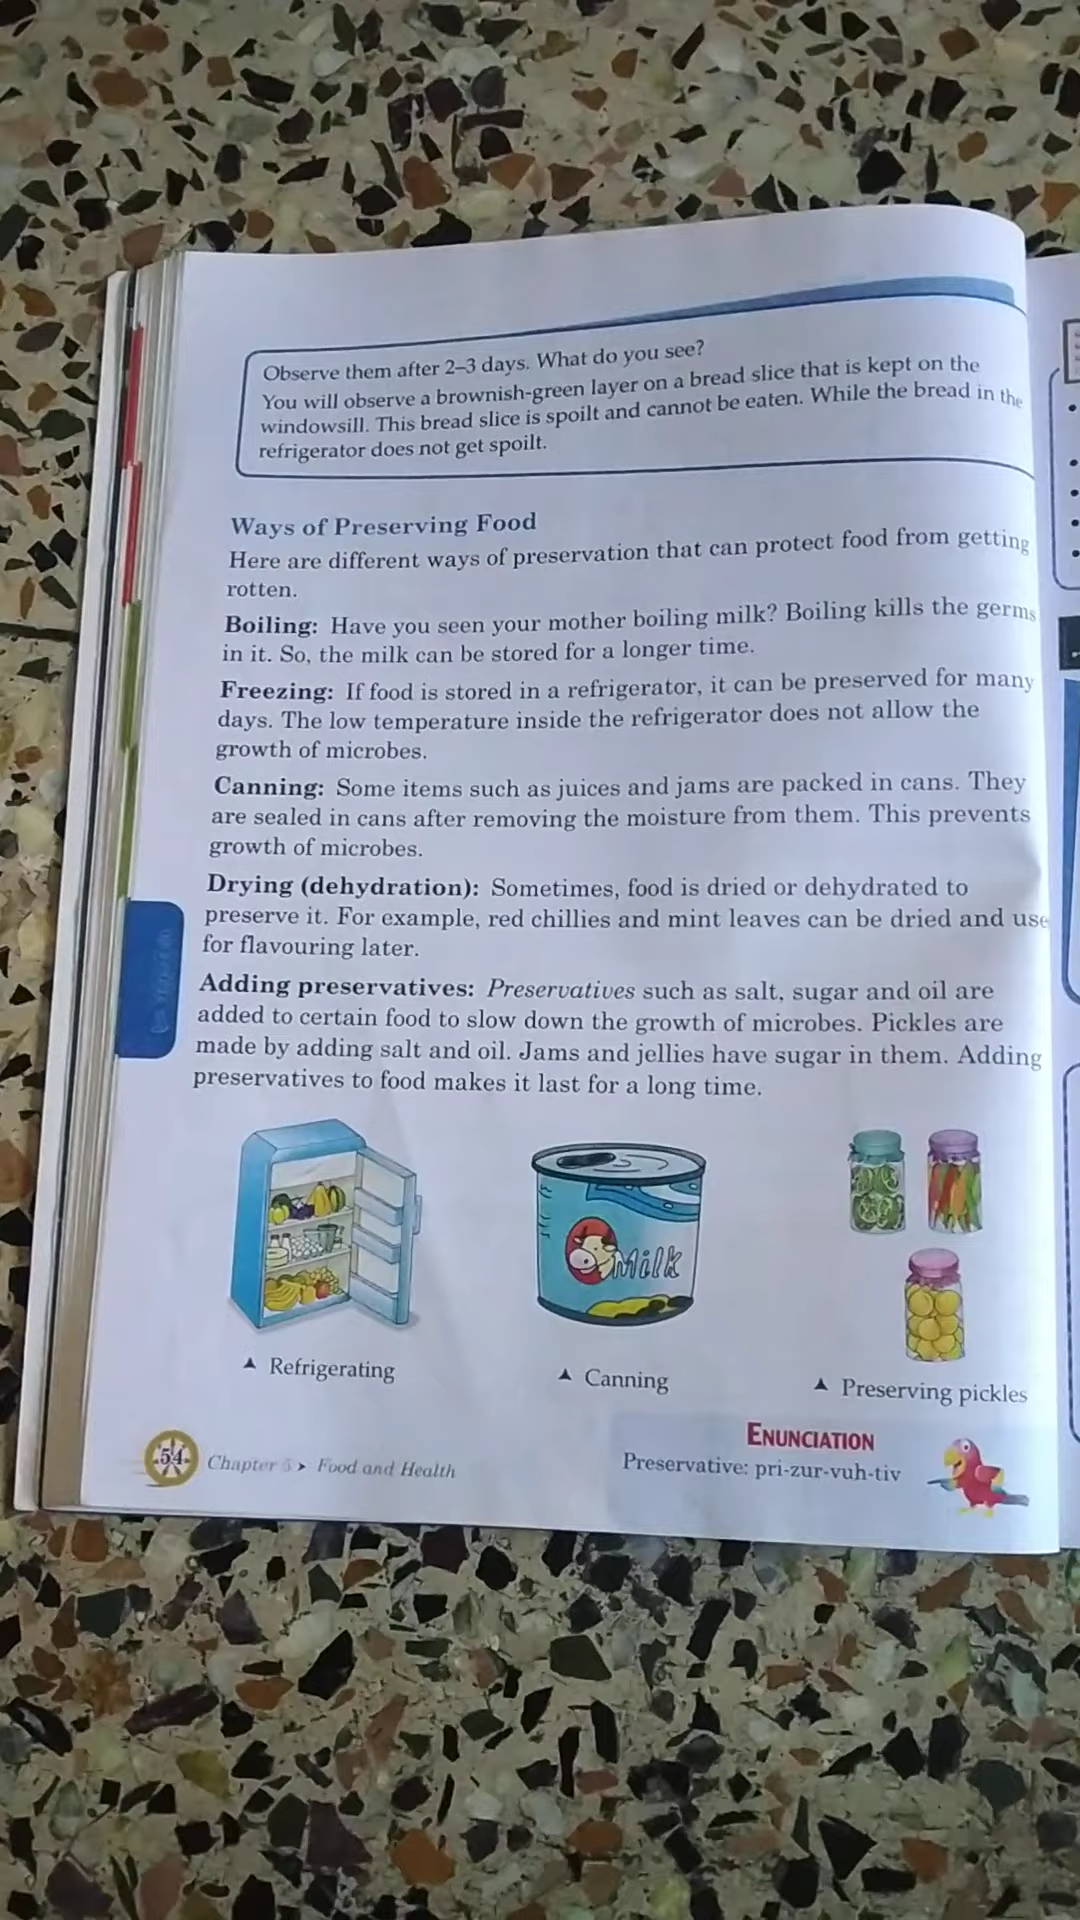 Observe them after 2–3 days. What do you see?
You will observe a brownish-green layer on a bread slice that is kept on the
windowsill. This bread slice is spoilt and cannot be eaten. While the bread in the
refrigerator does not get spoilt.
Ways of Preserving Food
Here are different ways of preservation that can protect food from getting
rotten.
Boiling: Have you seen your mother boiling milk? Boiling kills the germs
in it. So, the milk can be stored for a longer time.
Freezing: If food is stored in a refrigerator, it can be preserved for many
days. The low temperature inside the refrigerator does not allow the
growth of microbes.
Canning: Some items such as juices and jams are packed in cans. They
are sealed in cans after removing the moisture from them. This prevents
growth of microbes.
Drying (dehydration): Sometimes, food is dried or dehydrated to
preserve it. For example, red chillies and mint leaves can be dried and use
for flavouring later.
Adding preservatives: Preservatives such as salt, sugar and oil are
added to certain food to slow down the growth of microbes. Pickles are
made by adding salt and oil. Jams and jellies have sugar in them. Adding
preservatives to food makes it last for a long time.
Milk
▲ Refrigerating
▲ Canning
▲ Preserving pickles
ENUNCIATION
Preservative: pri-zur-vuh-tiv
54 Chapter 5 > Food and Health